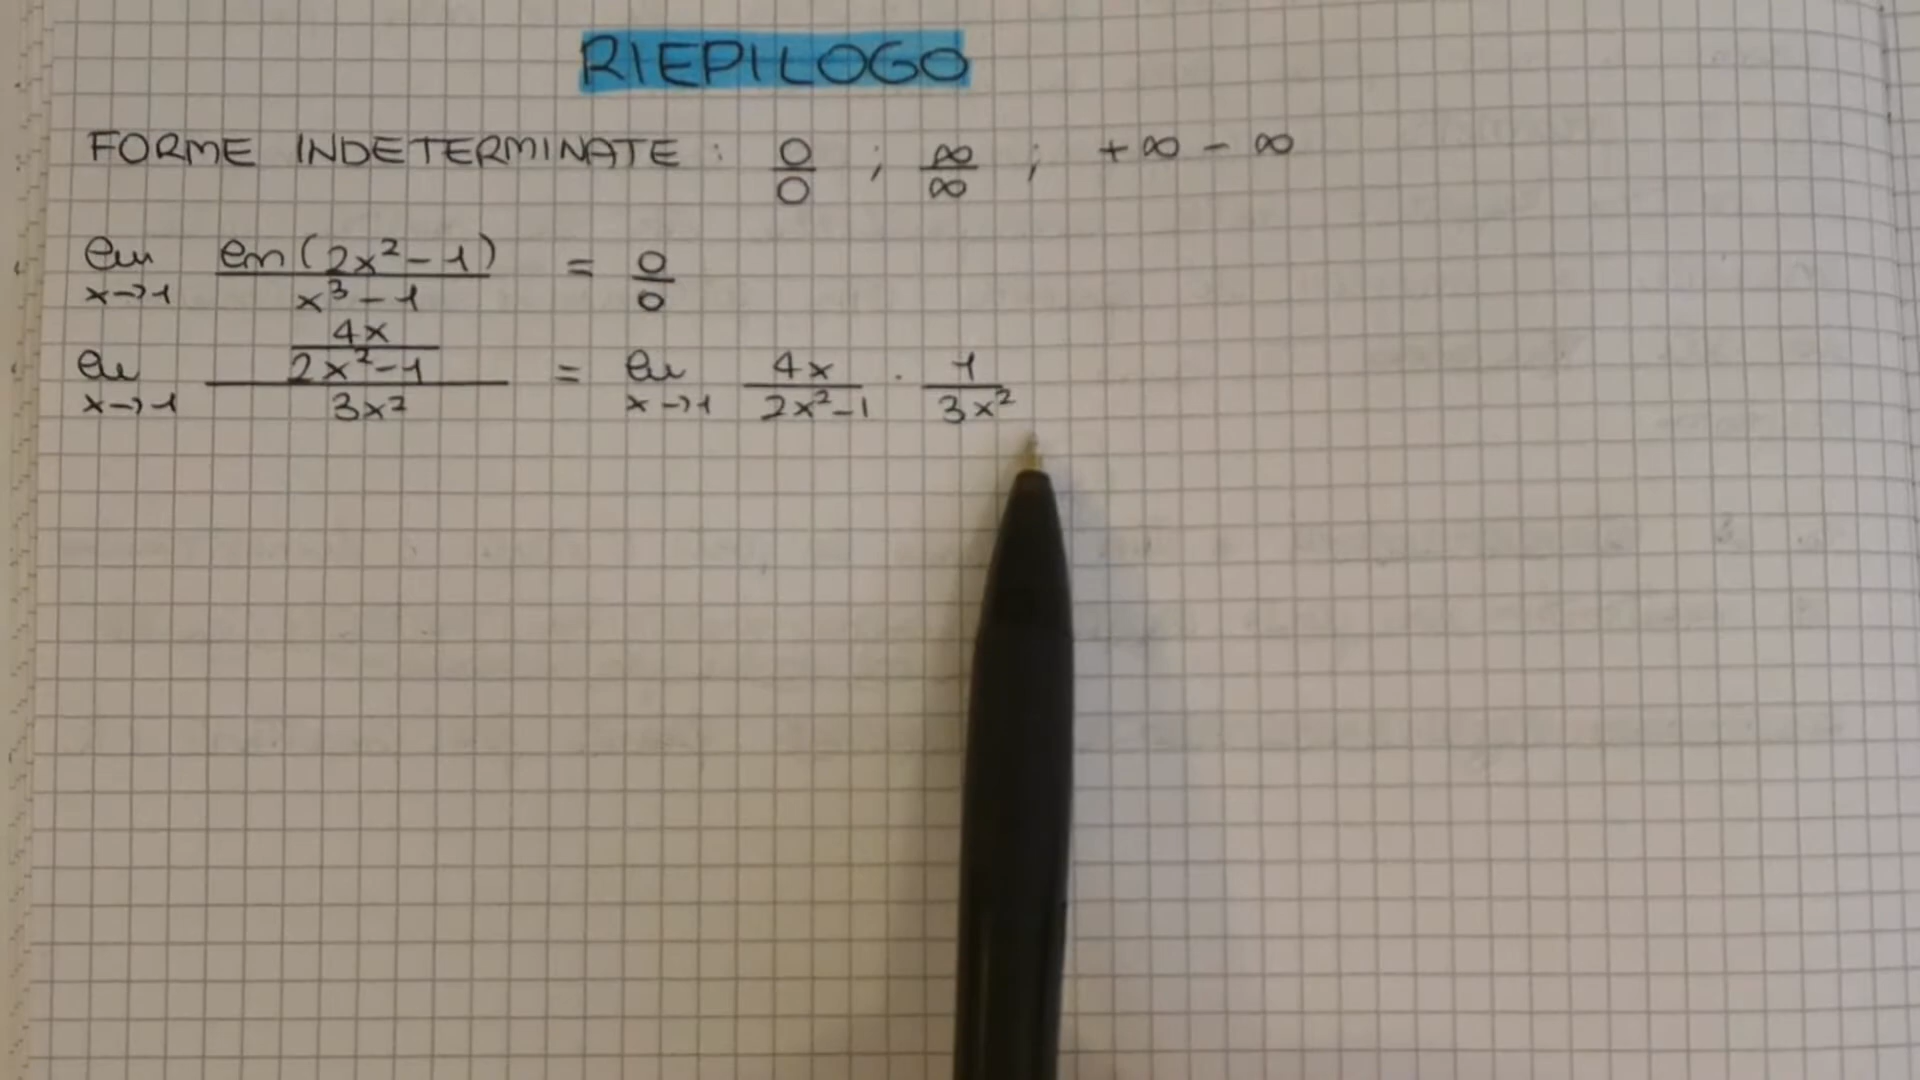 RIEPILOGO
FORME INDETERMINATE: 0/0 ; ∞/∞ ; +∞ - ∞
lim x→1 ln(2x²-1)/(x³-1) = 0/0
lim x→1 (4x/(2x²-1))/(3x²) = lim x→1 4x/(2x²-1) · 1/(3x²)